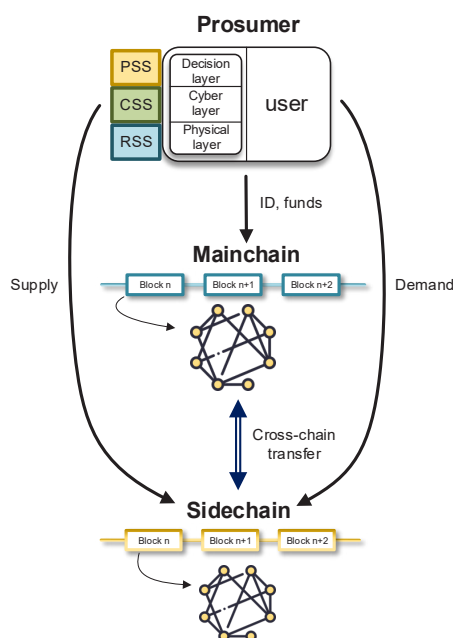 Prosumer
PSS
CSS
RSS
Decision
layer
Cyber
layer
Physical
layer
user
ID, funds
Mainchain
Block n
Block n+1
Block n+2
Supply
Demand
Cross-chain
transfer
Sidechain
Block n
Block n+1
Block n+2